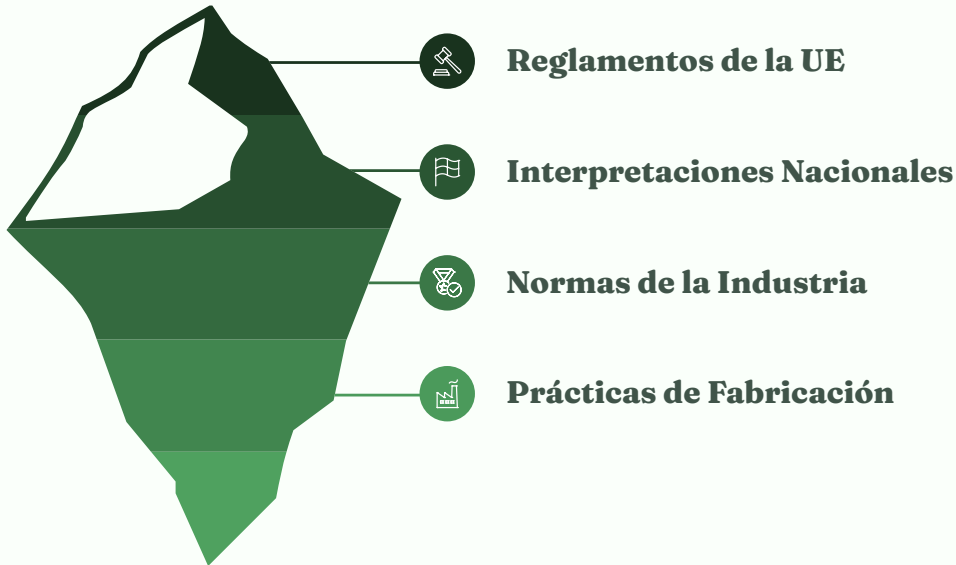 Reglamentos de la UE
Interpretaciones Nacionales
Normas de la Industria
Prácticas de Fabricación